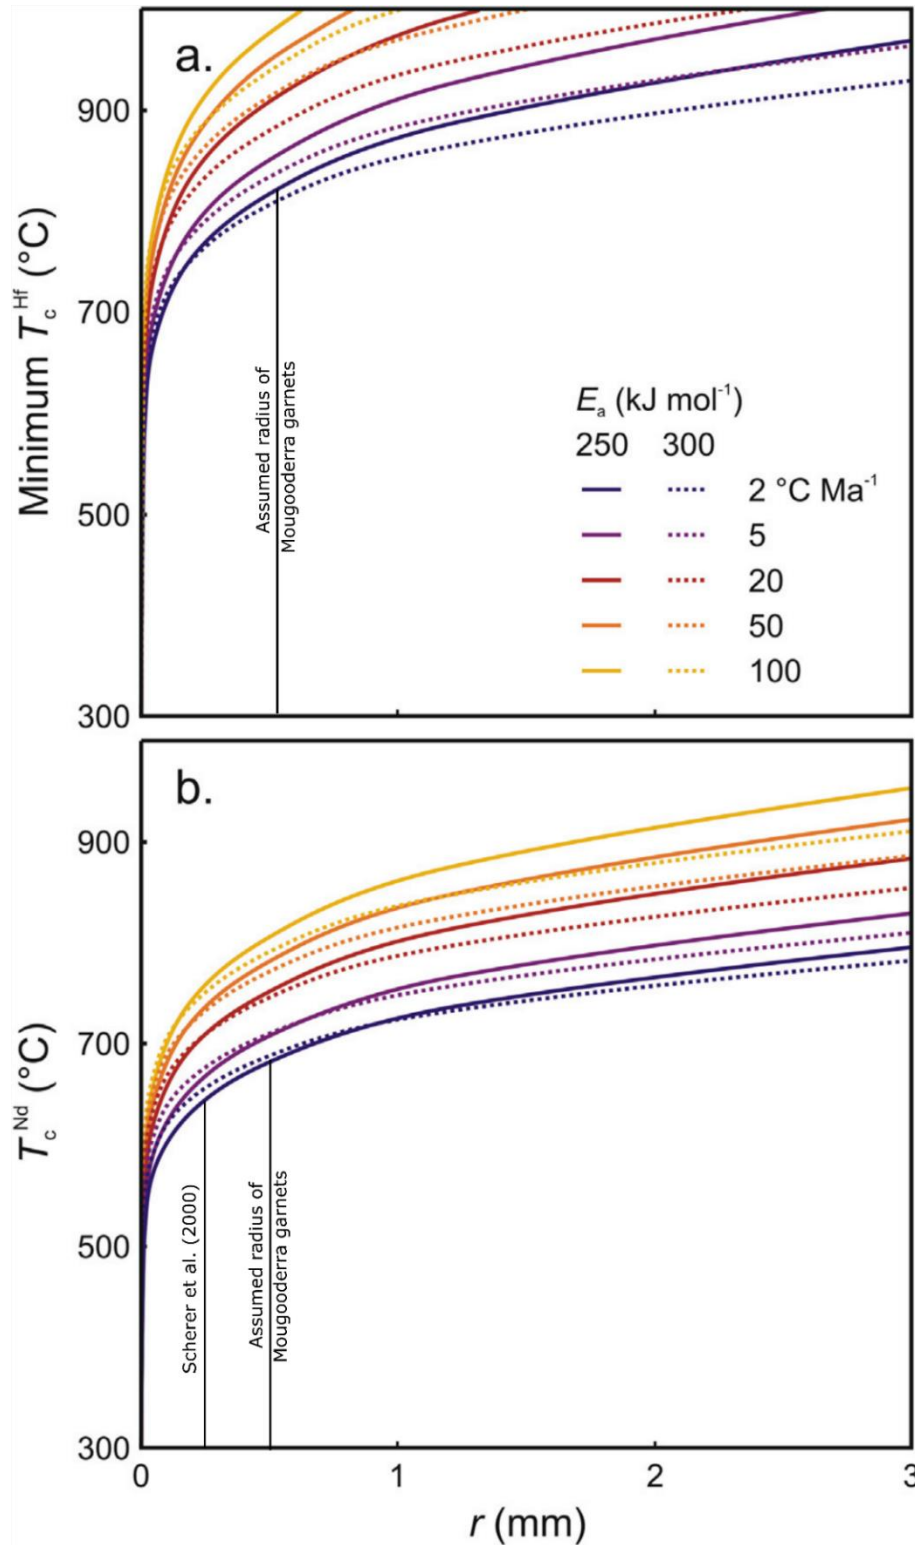 a.
900
700
500
300
Minimum T_c^Hf (°C)
Assumed radius of
Mougooderra garnets
E_a (kJ mol⁻¹)
250 300
2 °C Ma⁻¹
5
20
50
100
b.
900
700
500
300
T_c^Nd (°C)
Scherer et al. (2000)
Assumed radius of
Mougooderra garnets
0 1 2 3
r (mm)